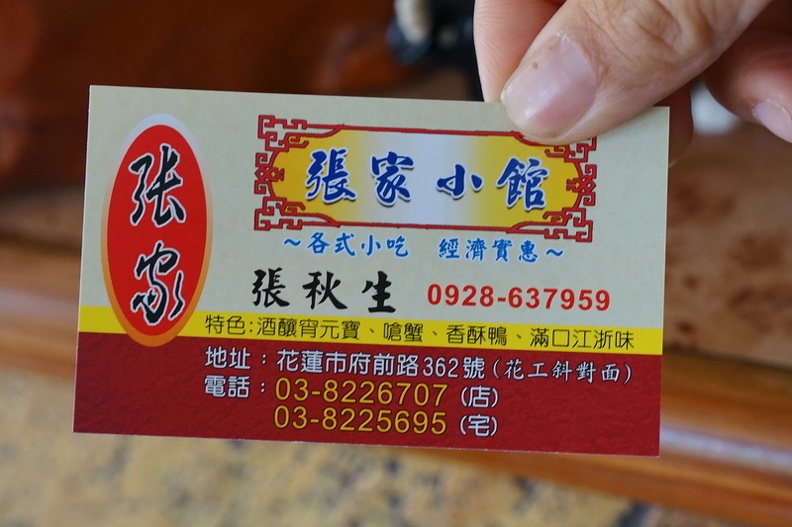 張家
張家小館
~各式小吃 經濟實惠~
張秋生 0928-637959
特色:酒釀宵元寶、嗆蟹、香酥鴨、滿口江浙味
地址：花蓮市府前路362號(花工斜對面)
電話：03-8226707(店)
03-8225695(宅)